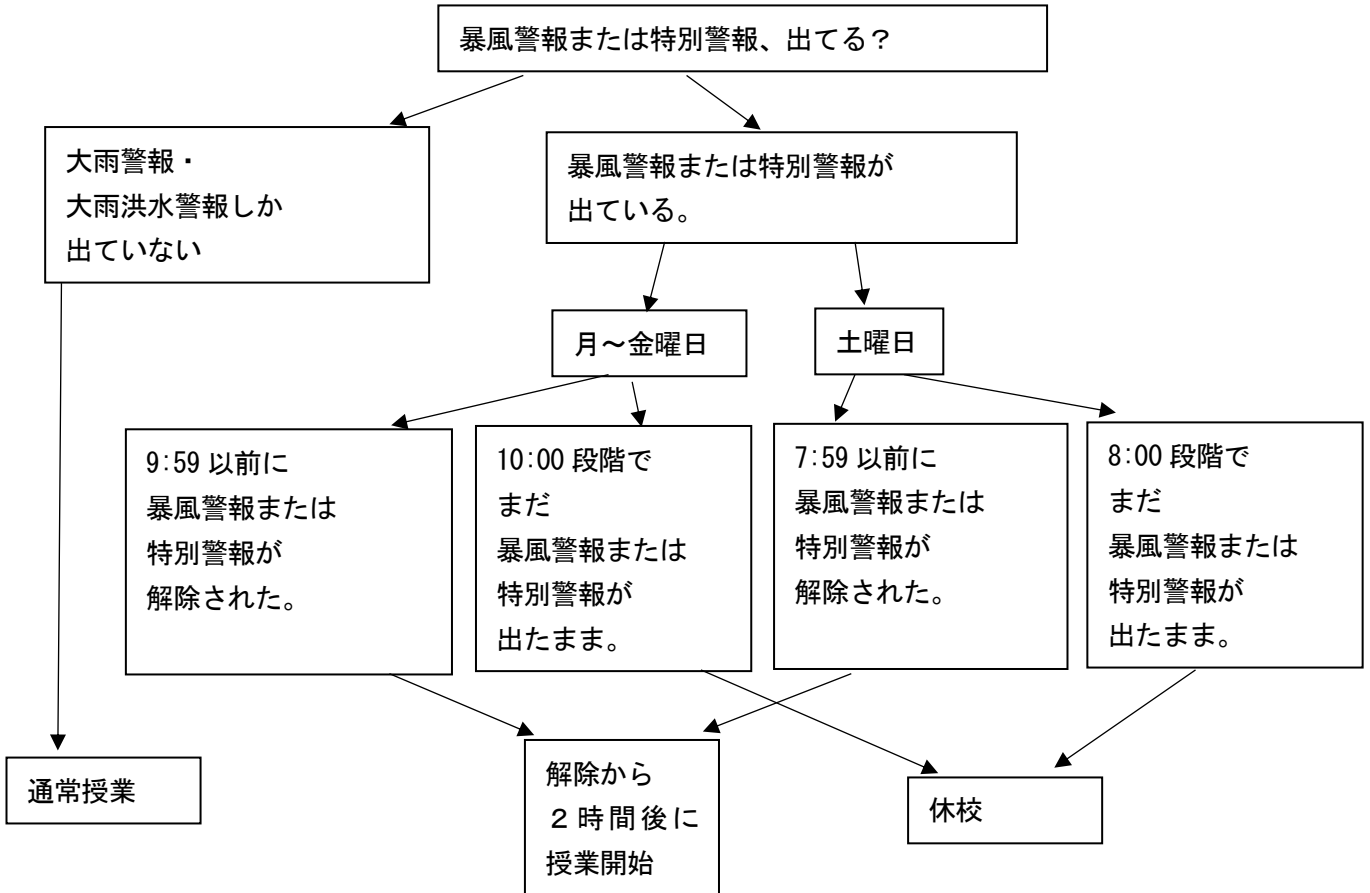 暴風警報または特別警報、出てる？
大雨警報・
大雨洪水警報しか
出ていない
暴風警報または特別警報が
出ている。
月～金曜日
土曜日
9:59 以前に
暴風警報または
特別警報が
解除された。
10:00 段階で
まだ
暴風警報または
特別警報が
出たまま。
7:59 以前に
暴風警報または
特別警報が
解除された。
8:00 段階で
まだ
暴風警報または
特別警報が
出たまま。
通常授業
解除から
２時間後に
授業開始
休校